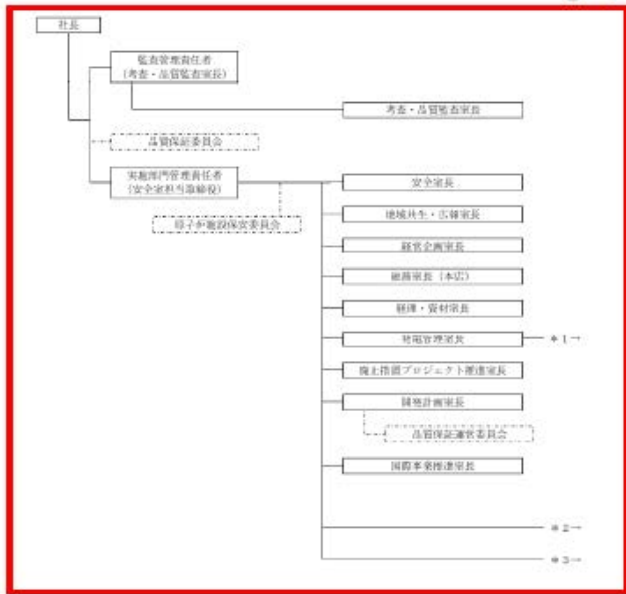 社長
監査管理責任者
(考査・品質監査室長)
考査・品質監査室長
品質保証委員会
実施部門管理責任者
(安全室担当取締役)
安全室長
原子炉施設保安委員会
地域共生・広報室長
経営企画室長
総務室長（本店）
経理・資材室長
発電管理室長
＊1→
廃止措置プロジェクト推進室長
開発計画室長
品質保証運営委員会
国際事業推進室長
＊2→
＊3→